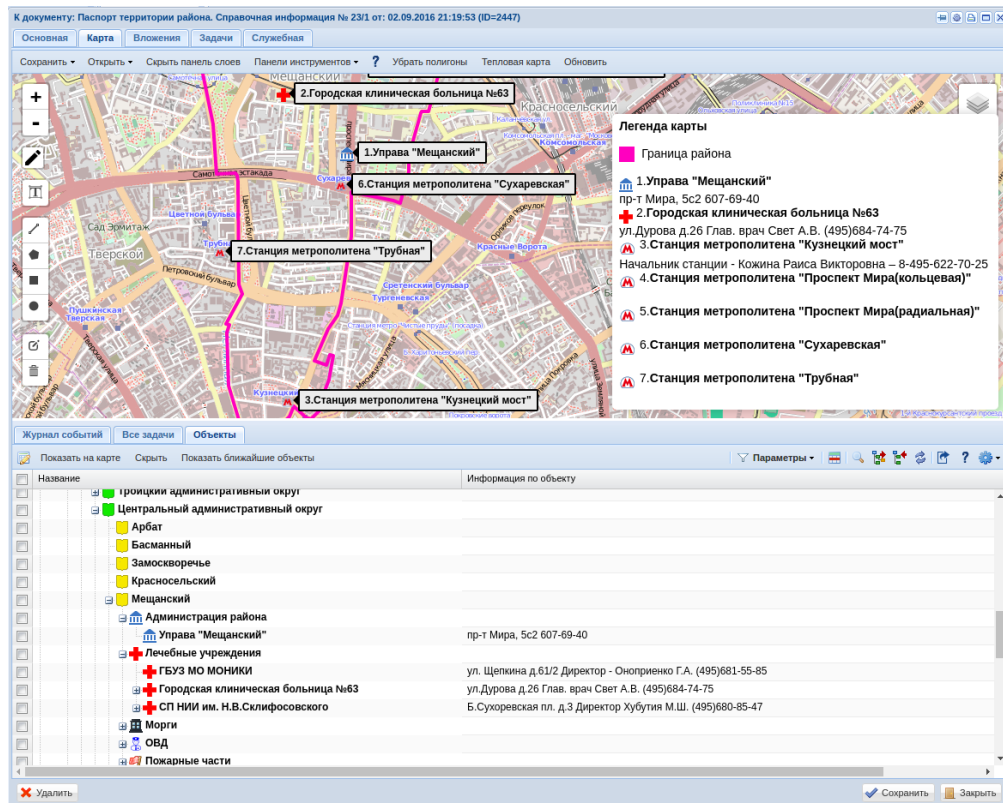 К документу: Паспорт территории района. Справочная информация № 23/1 от: 02.09.2016 21:19:53 (ID=2447)
Основная Карта Вложения Задачи Служебная
Сохранить Открыть Скрыть панель слоев Панели инструментов ? Убрать полигоны Тепловая карта Обновить
Мещанский
2.Городская клиническая больница №63
Красносельский
Комсомольская
1.Управа "Мещанский"
6.Станция метрополитена "Сухаревская"
Цветной бульвар
Сад Эрмитаж
Тверской
7.Станция метрополитена "Трубная"
Красные Ворота
Петровский бульвар
Сретенский бульвар
Тургеневская
Пушкинская
Тверская
3.Станция метрополитена "Кузнецкий мост"
+
-
T
Легенда карты
Граница района
1.Управа "Мещанский"
пр-т Мира, 5с2 607-69-40
2.Городская клиническая больница №63
ул.Дурова д.26 Глав. врач Свет А.В. (495)684-74-75
3.Станция метрополитена "Кузнецкий мост"
Начальник станции - Кожина Раиса Викторовна – 8-495-622-70-25
4.Станция метрополитена "Проспект Мира(кольцевая)"
5.Станция метрополитена "Проспект Мира(радиальная)"
6.Станция метрополитена "Сухаревская"
7.Станция метрополитена "Трубная"
Журнал событий Все задачи Объекты
Показать на карте Скрыть Показать ближайшие объекты Параметры ?
Название Информация по объекту
Троицкий административный округ
Центральный административный округ
Арбат
Басманный
Замоскворечье
Красносельский
Мещанский
Администрация района
Управа "Мещанский" пр-т Мира, 5с2 607-69-40
Лечебные учреждения
ГБУЗ МО МОНИКИ ул. Щепкина д.61/2 Директор - Оноприенко Г.А. (495)681-55-85
Городская клиническая больница №63 ул.Дурова д.26 Глав. врач Свет А.В. (495)684-74-75
СП НИИ им. Н.В.Склифосовского Б.Сухоревская пл. д.3 Директор Хубутия М.Ш. (495)680-85-47
Морги
ОВД
Пожарные части
Удалить Сохранить Закрыть